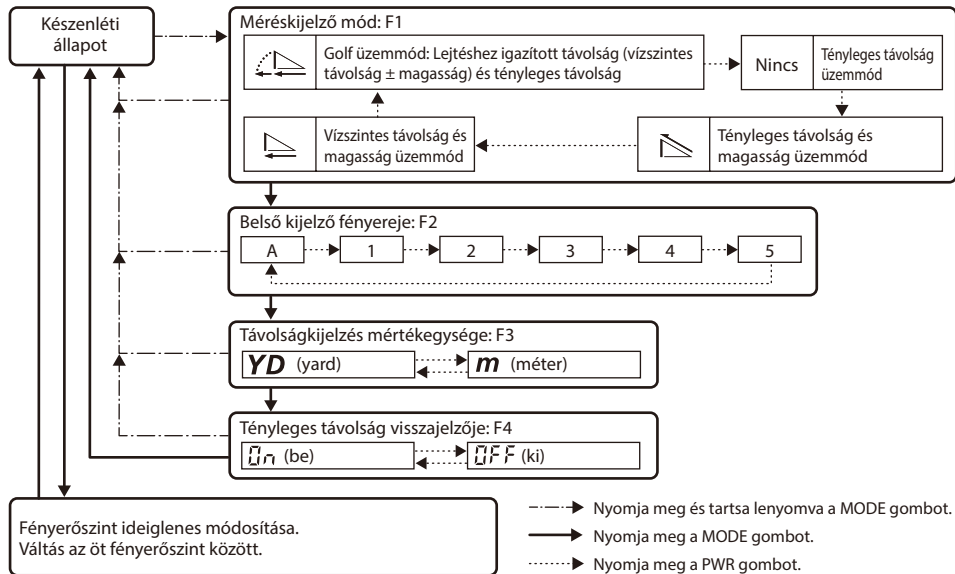 Készenléti
állapot
Méréskijelző mód: F1
Golf üzemmód: Lejtéshez igazított távolság (vízszintes
távolság ± magasság) és tényleges távolság
Nincs
Tényleges távolság
üzemmód
Vízszintes távolság és
magasság üzemmód
Tényleges távolság és
magasság üzemmód
Belső kijelző fényereje: F2
A
1
2
3
4
5
Távolságkijelzés mértékegysége: F3
YD (yard)
m (méter)
Tényleges távolság visszajelzője: F4
On (be)
OFF (ki)
Fényerőszint ideiglenes módosítása.
Váltás az öt fényerőszint között.
Nyomja meg és tartsa lenyomva a MODE gombot.
Nyomja meg a MODE gombot.
Nyomja meg a PWR gombot.